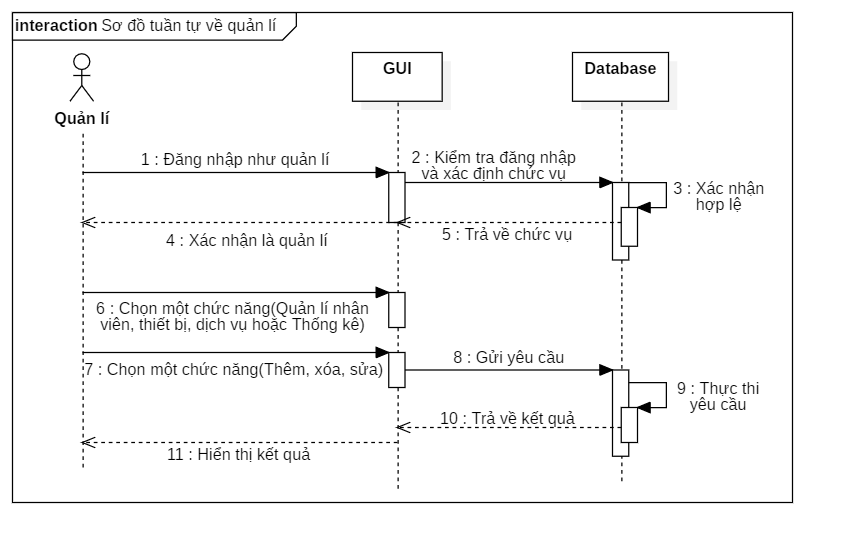 interaction Sơ đồ tuần tự về quản lí
GUI
Database
Quản lí
1 : Đăng nhập như quản lí
2 : Kiểm tra đăng nhập
và xác định chức vụ
3 : Xác nhận
hợp lệ
4 : Xác nhận là quản lí
5 : Trả về chức vụ
6 : Chọn một chức năng(Quản lí nhân
viên, thiết bị, dịch vụ hoặc Thống kê)
7 : Chọn một chức năng(Thêm, xóa, sửa)
8 : Gửi yêu cầu
9 : Thực thi
yêu cầu
10 : Trả về kết quả
11 : Hiển thị kết quả